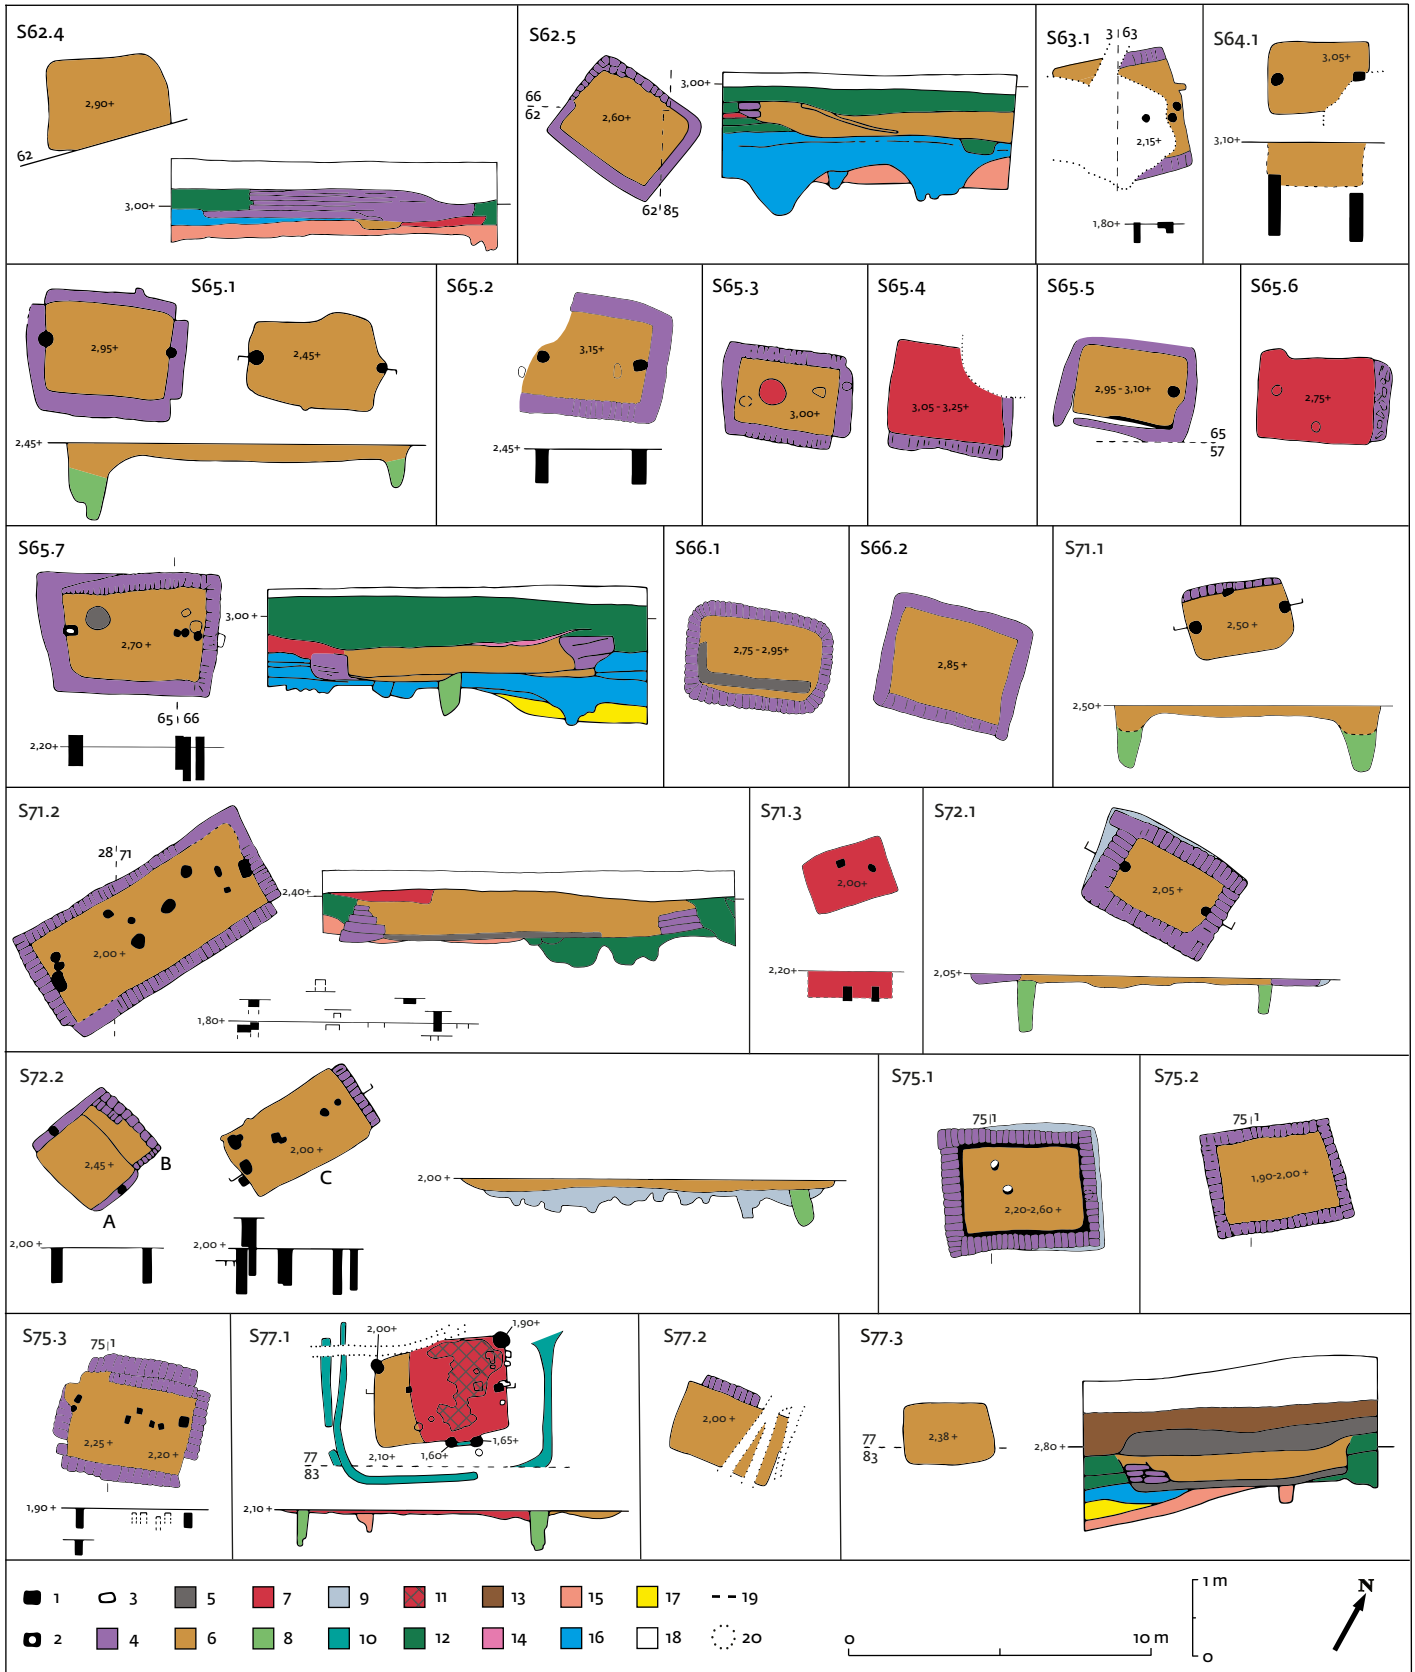 S62.4
2,90+
62
3,00+
S62.5
66
62
2,60+
62 85
3,00+
S63.1
3 63
2,15+
1,80+
S64.1
3,05+
3,10+
S65.1
2,95+
2,45+
2,45+
S65.2
3,15+
2,45+
S65.3
3,00+
S65.4
3,05 - 3,25+
S65.5
2,95 - 3,10+
65
57
S65.6
2,75+
S65.7
2,70 +
65 66
2,20+
3,00 +
S66.1
2,75 - 2,95+
S66.2
2,85 +
S71.1
2,50 +
2,50+
S71.2
28 71
2,00 +
2,40+
1,80+
S71.3
2,00+
2,20+
S72.1
2,05 +
2,05+
S72.2
2,45 +
B
A
2,00 +
2,00 +
C
2,00 +
2,00 +
S75.1
75 1
2,20-2,60 +
S75.2
75 1
1,90-2,00 +
S75.3
75 1
2,25 +
2,20 +
1,90+
S77.1
2,00+
1,90+
2,10+
1,60+
1,65+
77
83
2,10 +
S77.2
2,00 +
S77.3
2,38 +
77
83
2,80+
1 3 5 7 9 11 13 15 17 19
2 4 6 8 10 12 14 16 18 20
0 10 m
1 m
0
N